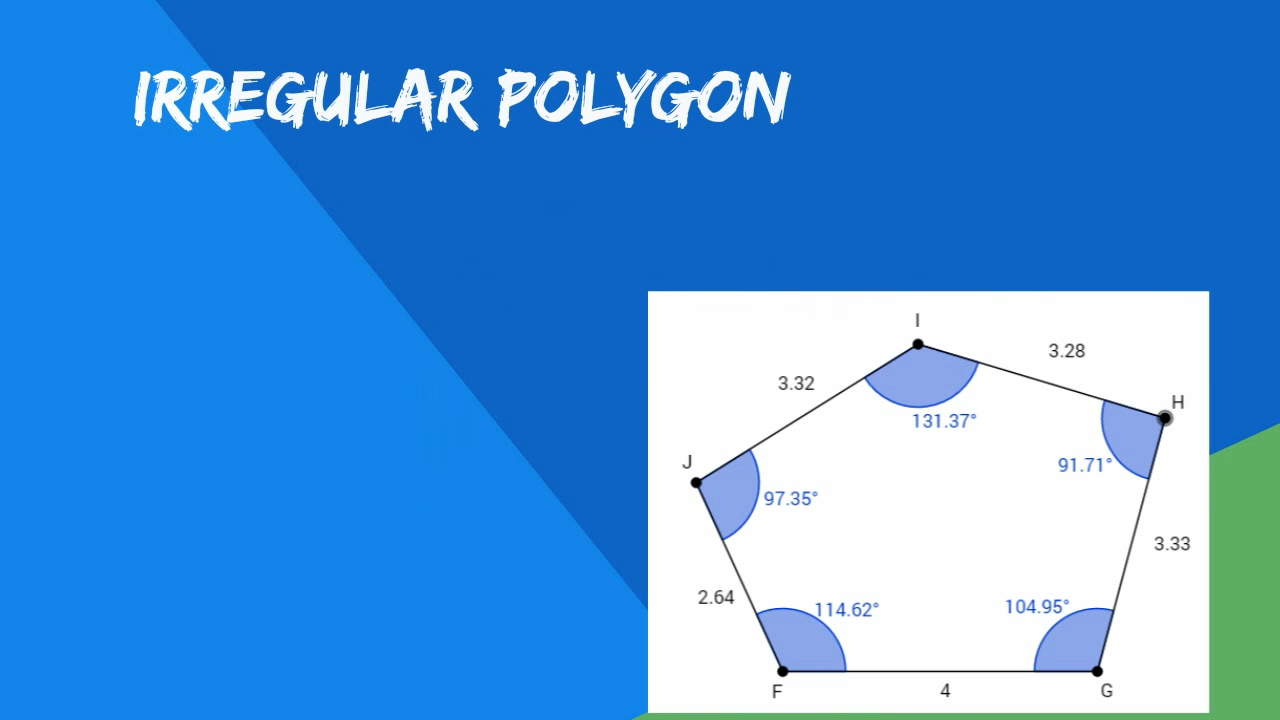 IRREGULAR POLYGON
I
3.28
3.32
H
131.37°
J
91.71°
97.35°
3.33
2.64
114.62°
104.95°
F
4
G